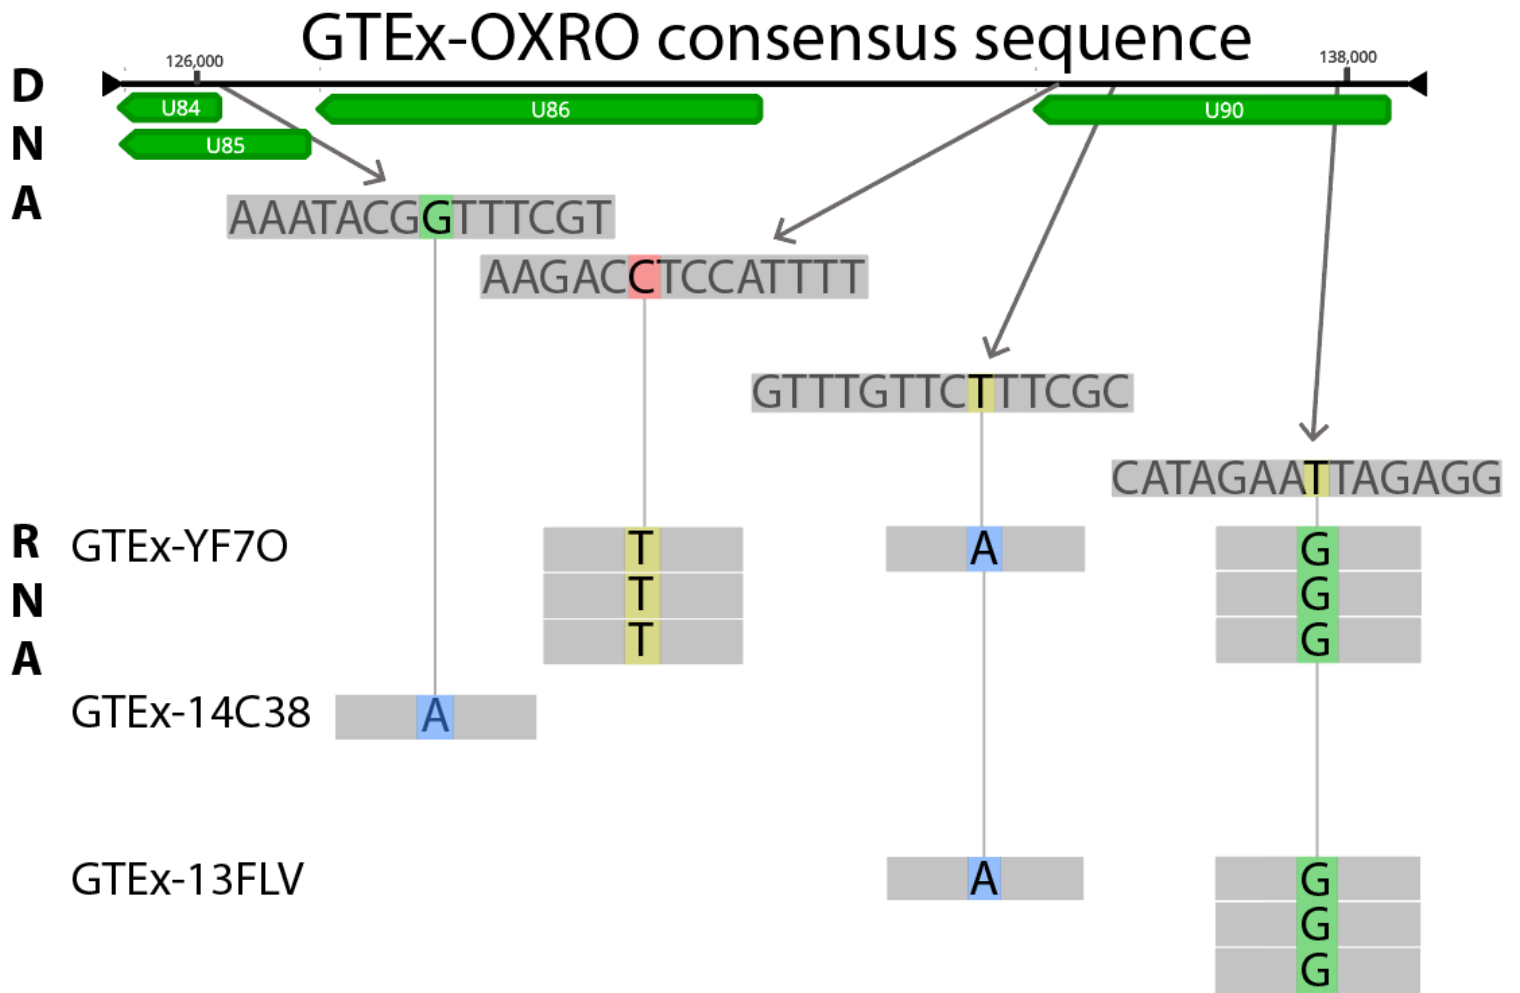 GTEx-OXRO consensus sequence
126,000
138,000
D
N
A
U84
U86
U90
U85
AAATACGGTTTCGT
AAGACCTCCATTTT
GTTTGTTCTTTCGC
CATAGAATTAGAGG
R
N
A
GTEx-YF7O
T
A
G
T
G
T
G
GTEx-14C38
A
GTEx-13FLV
A
G
G
G